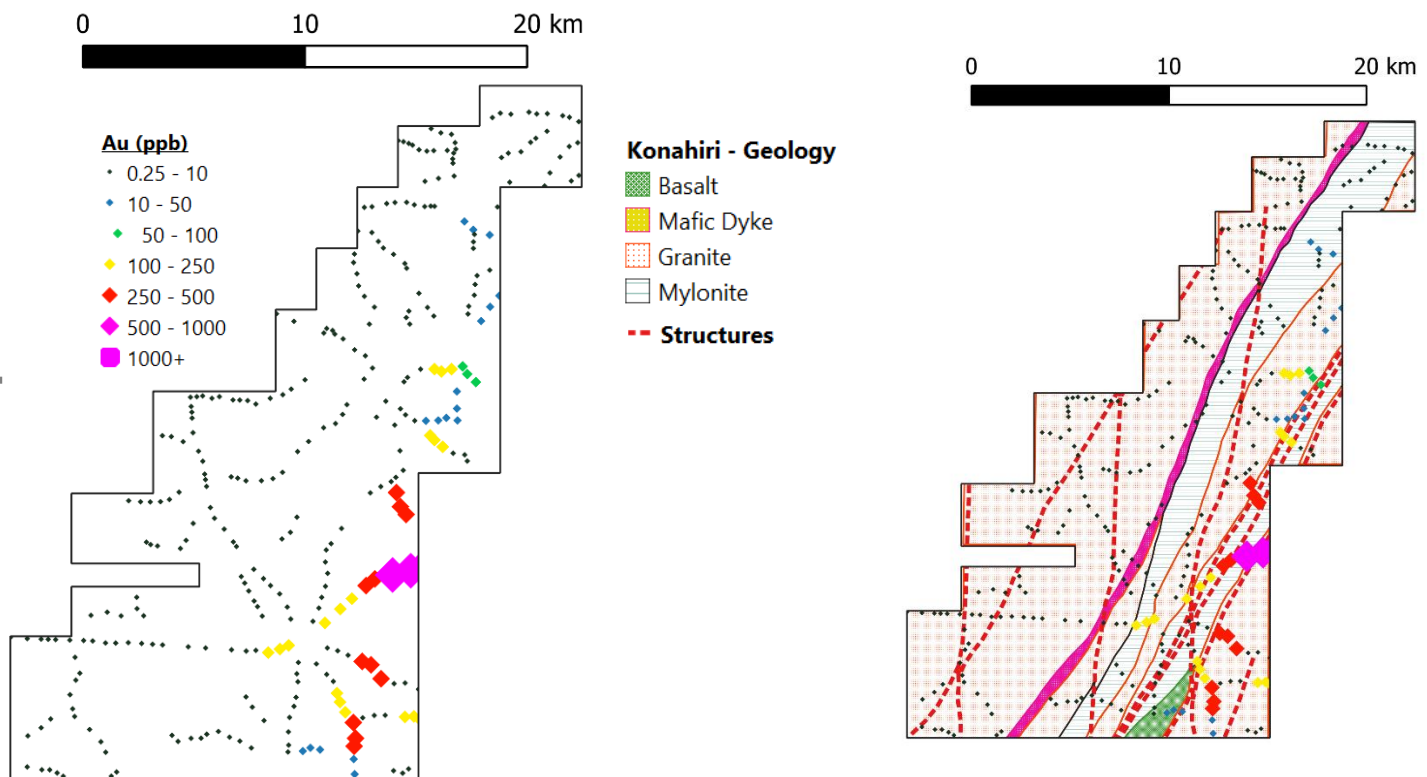 0 10 20 km
Au (ppb)
0.25 - 10
10 - 50
50 - 100
100 - 250
250 - 500
500 - 1000
1000+
0 10 20 km
Konahiri - Geology
Basalt
Mafic Dyke
Granite
Mylonite
Structures